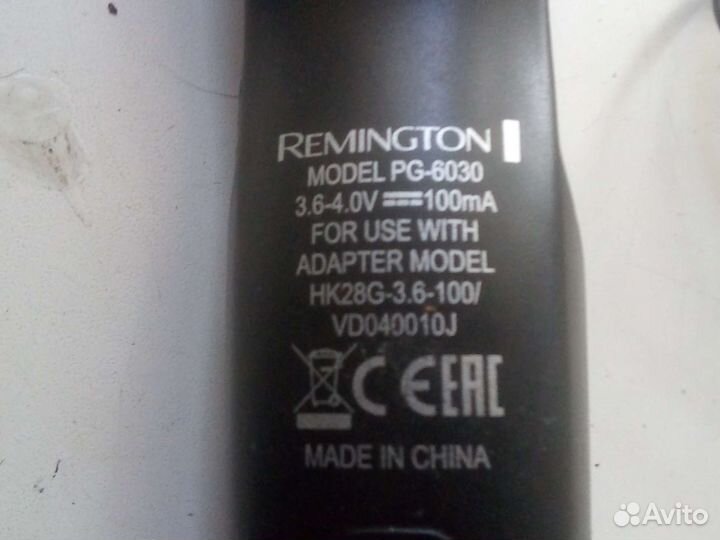 REMINGTON
MODEL PG-6030
3.6-4.0V ⎓ 100mA
FOR USE WITH
ADAPTER MODEL
HK28G-3.6-100/
VD040010J
CE EAC
MADE IN CHINA
Avito